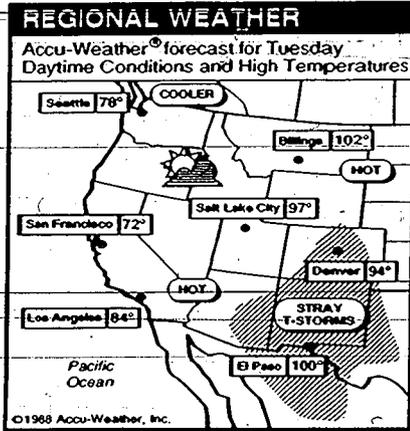 REGIONAL WEATHER
Accu-Weather® forecast for Tuesday
Daytime Conditions and High Temperatures
COOLER
Seattle 78°
Billings 102°
HOT
Salt Lake City 97°
San Francisco 72°
Denver 94°
HOT
STRAY
T-STORMS
Los Angeles 84°
El Paso 100°
Pacific
Ocean
©1988 Accu-Weather, Inc.